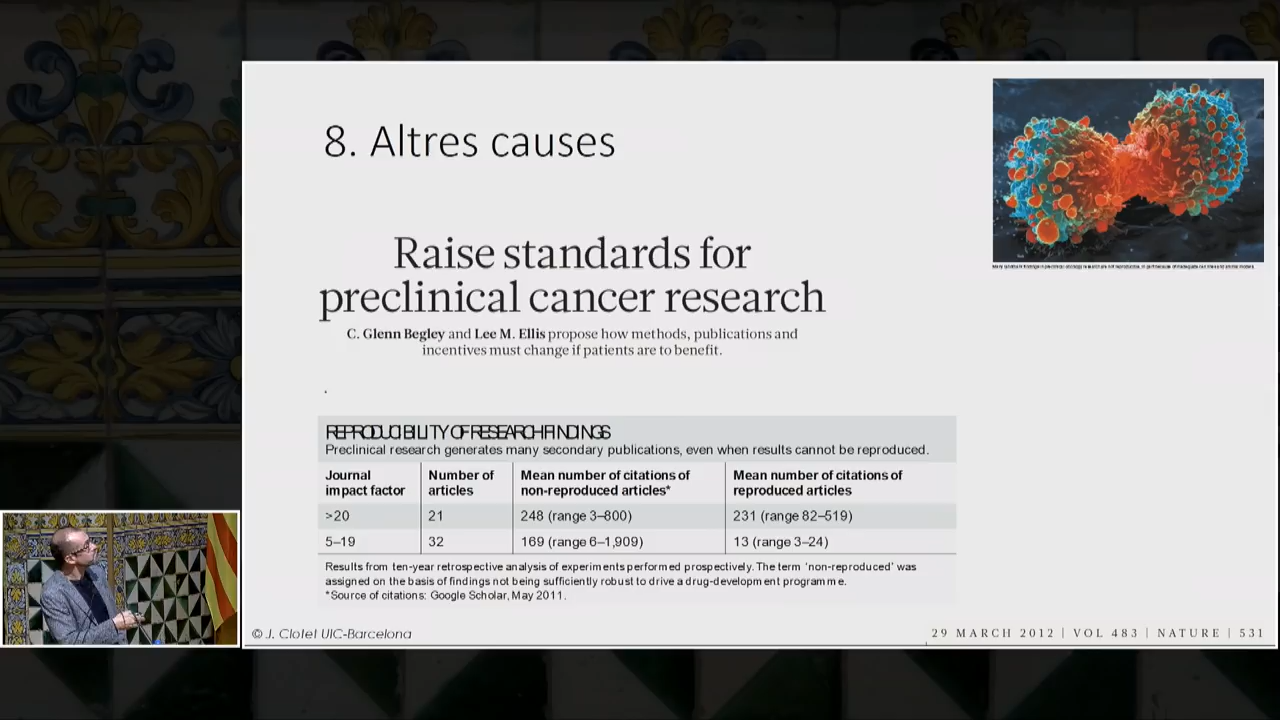 8. Altres causes
Raise standards for
preclinical cancer research
C. Glenn Begley and Lee M. Ellis propose how methods, publications and
incentives must change if patients are to benefit.
.
REPRODUCIBILITY OF RESEARCH FINDINGS
Preclinical research generates many secondary publications, even when results cannot be reproduced.
Journal impact factor | Number of articles | Mean number of citations of non-reproduced articles* | Mean number of citations of reproduced articles
>20 | 21 | 248 (range 3–800) | 231 (range 82–519)
5–19 | 32 | 169 (range 6–1,909) | 13 (range 3–24)
Results from ten-year retrospective analysis of experiments performed prospectively. The term ‘non-reproduced’ was
assigned on the basis of findings not being sufficiently robust to drive a drug-development programme.
*Source of citations: Google Scholar, May 2011.
© J. Clotet UIC-Barcelona
29 MARCH 2012 | VOL 483 | NATURE | 531